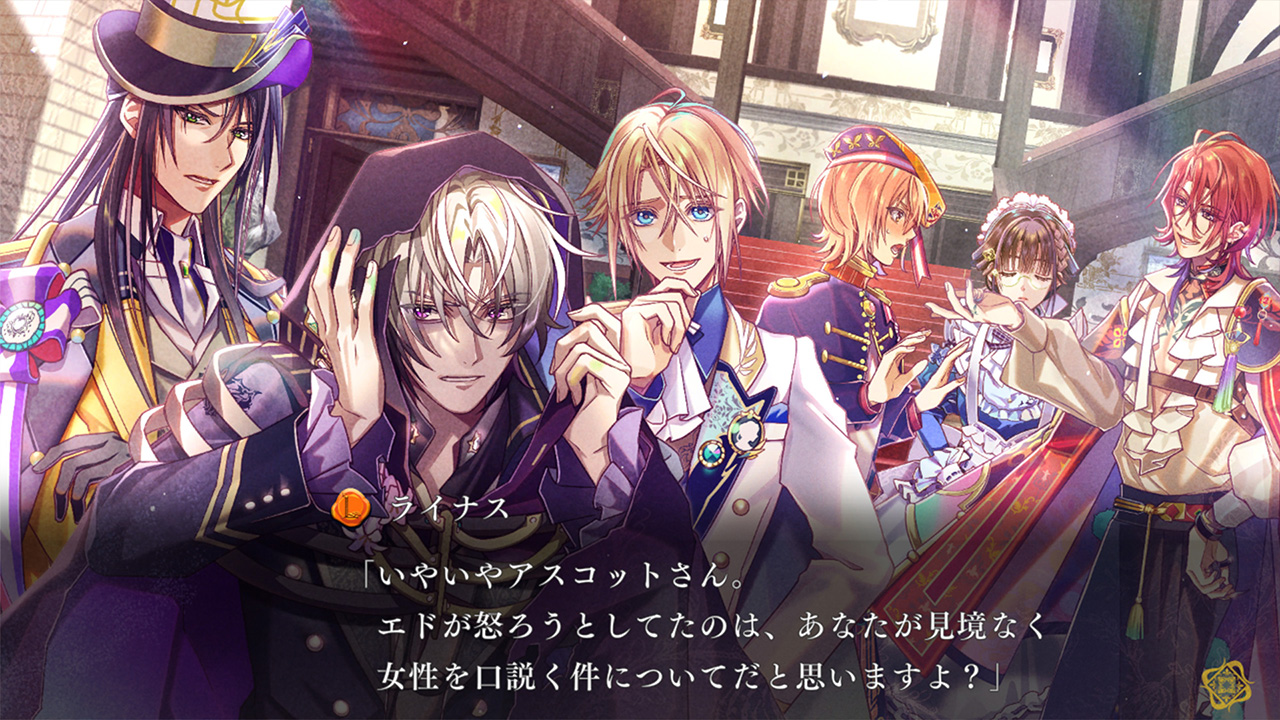 ライナス
「いやいやアスコットさん。
エドが怒ろうとしてたのは、あなたが見境なく
女性を口説く件についてだと思いますよ？」